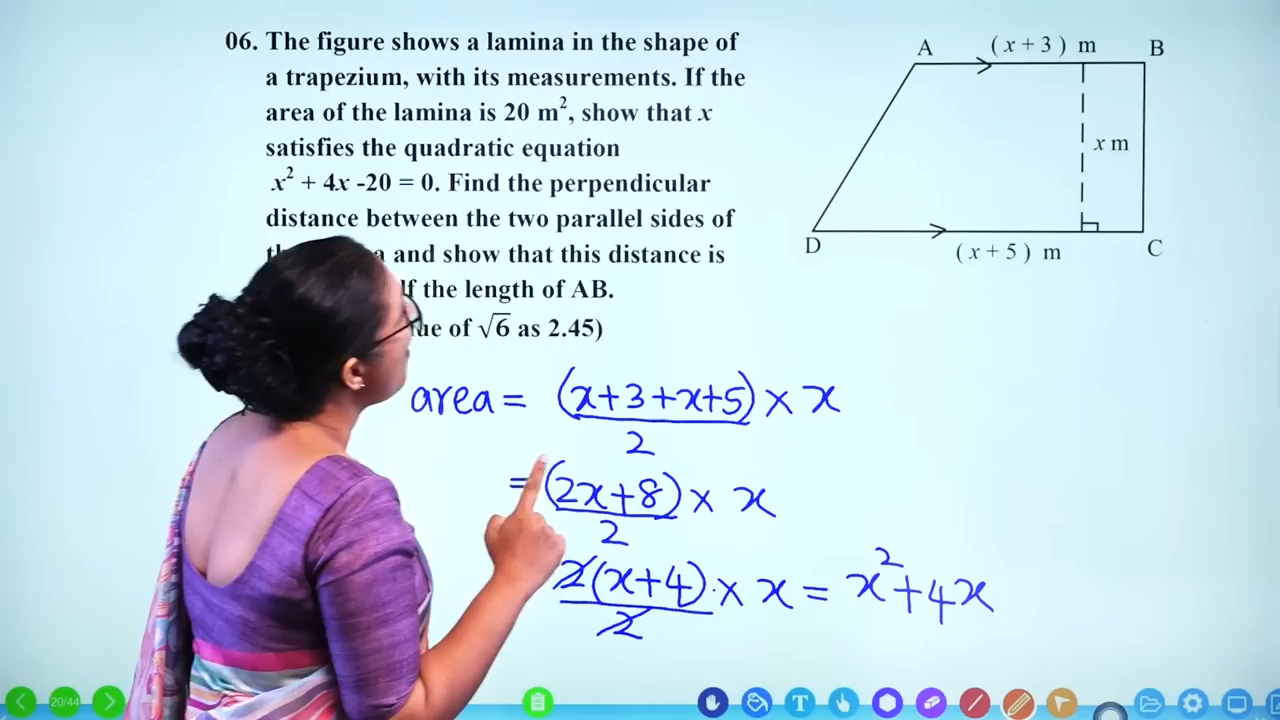 06. The figure shows a lamina in the shape of
a trapezium, with its measurements. If the
area of the lamina is 20 m², show that x
satisfies the quadratic equation
x² + 4x -20 = 0. Find the perpendicular
distance between the two parallel sides of
and show that this distance is
the length of AB.
of √6 as 2.45)
A (x + 3) m B
x m
D (x + 5) m C
area = (x+3+x+5)/2 × x
= (2x+8)/2 × x
2(x+4)/2 × x = x²+4x
20/44
T